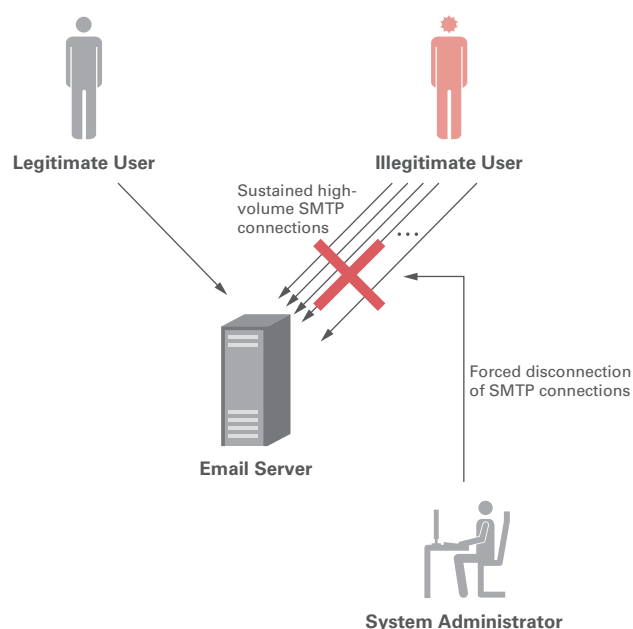 Legitimate User
Illegitimate User
Sustained high-
volume SMTP
connections
...
Forced disconnection
of SMTP connections
Email Server
System Administrator